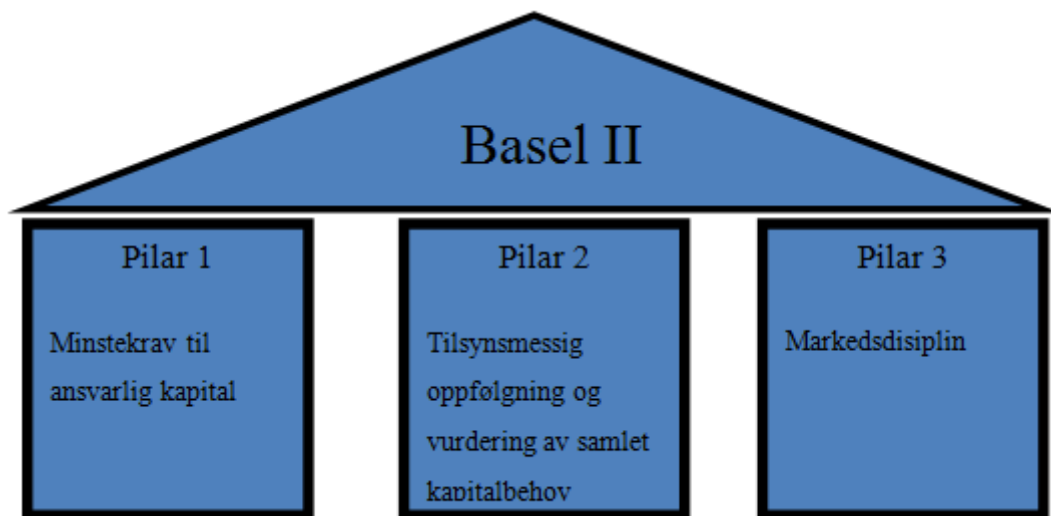 Basel II
Pilar 1
Minstekrav til
ansvarlig kapital
Pilar 2
Tilsynsmessig
oppfølgning og
vurdering av samlet
kapitalbehov
Pilar 3
Markedsdisiplin